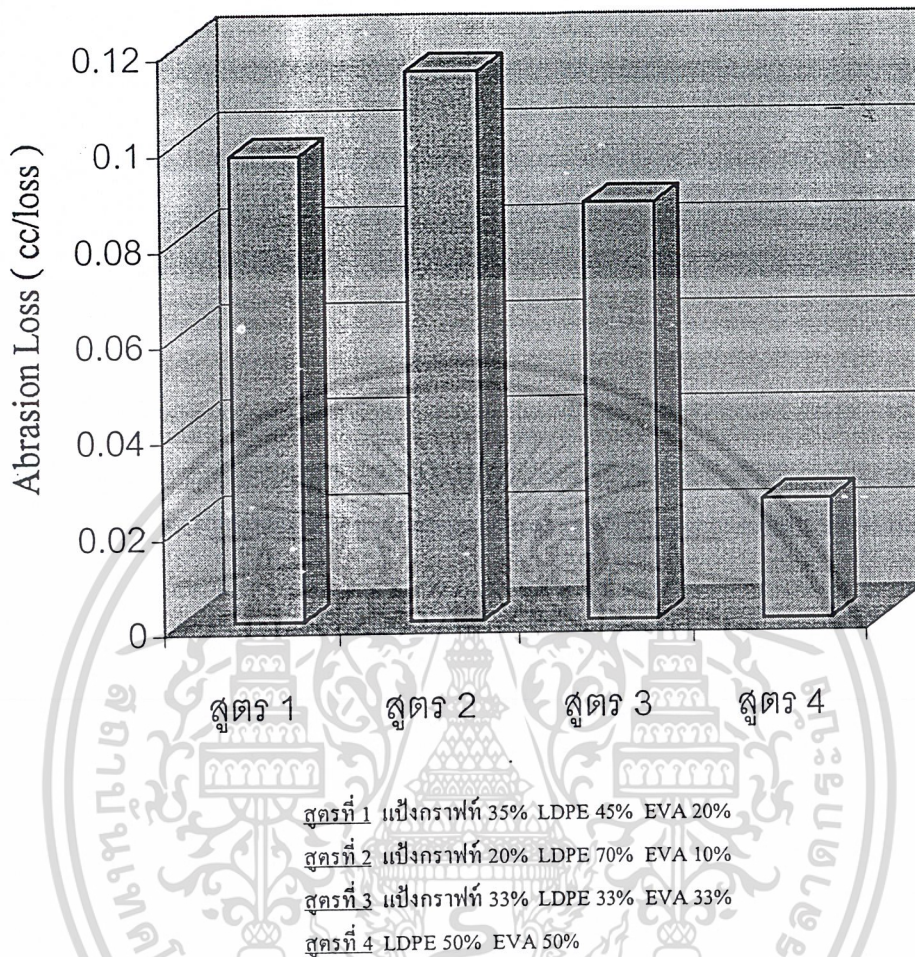 0.12
0.1
0.08
0.06
0.04
0.02
0
Abrasion Loss ( cc/loss )
สูตร 1 สูตร 2 สูตร 3 สูตร 4
สูตรที่ 1 แป้งกราฟท์ 35% LDPE 45% EVA 20%
สูตรที่ 2 แป้งกราฟท์ 20% LDPE 70% EVA 10%
สูตรที่ 3 แป้งกราฟท์ 33% LDPE 33% EVA 33%
สูตรที่ 4 LDPE 50% EVA 50%